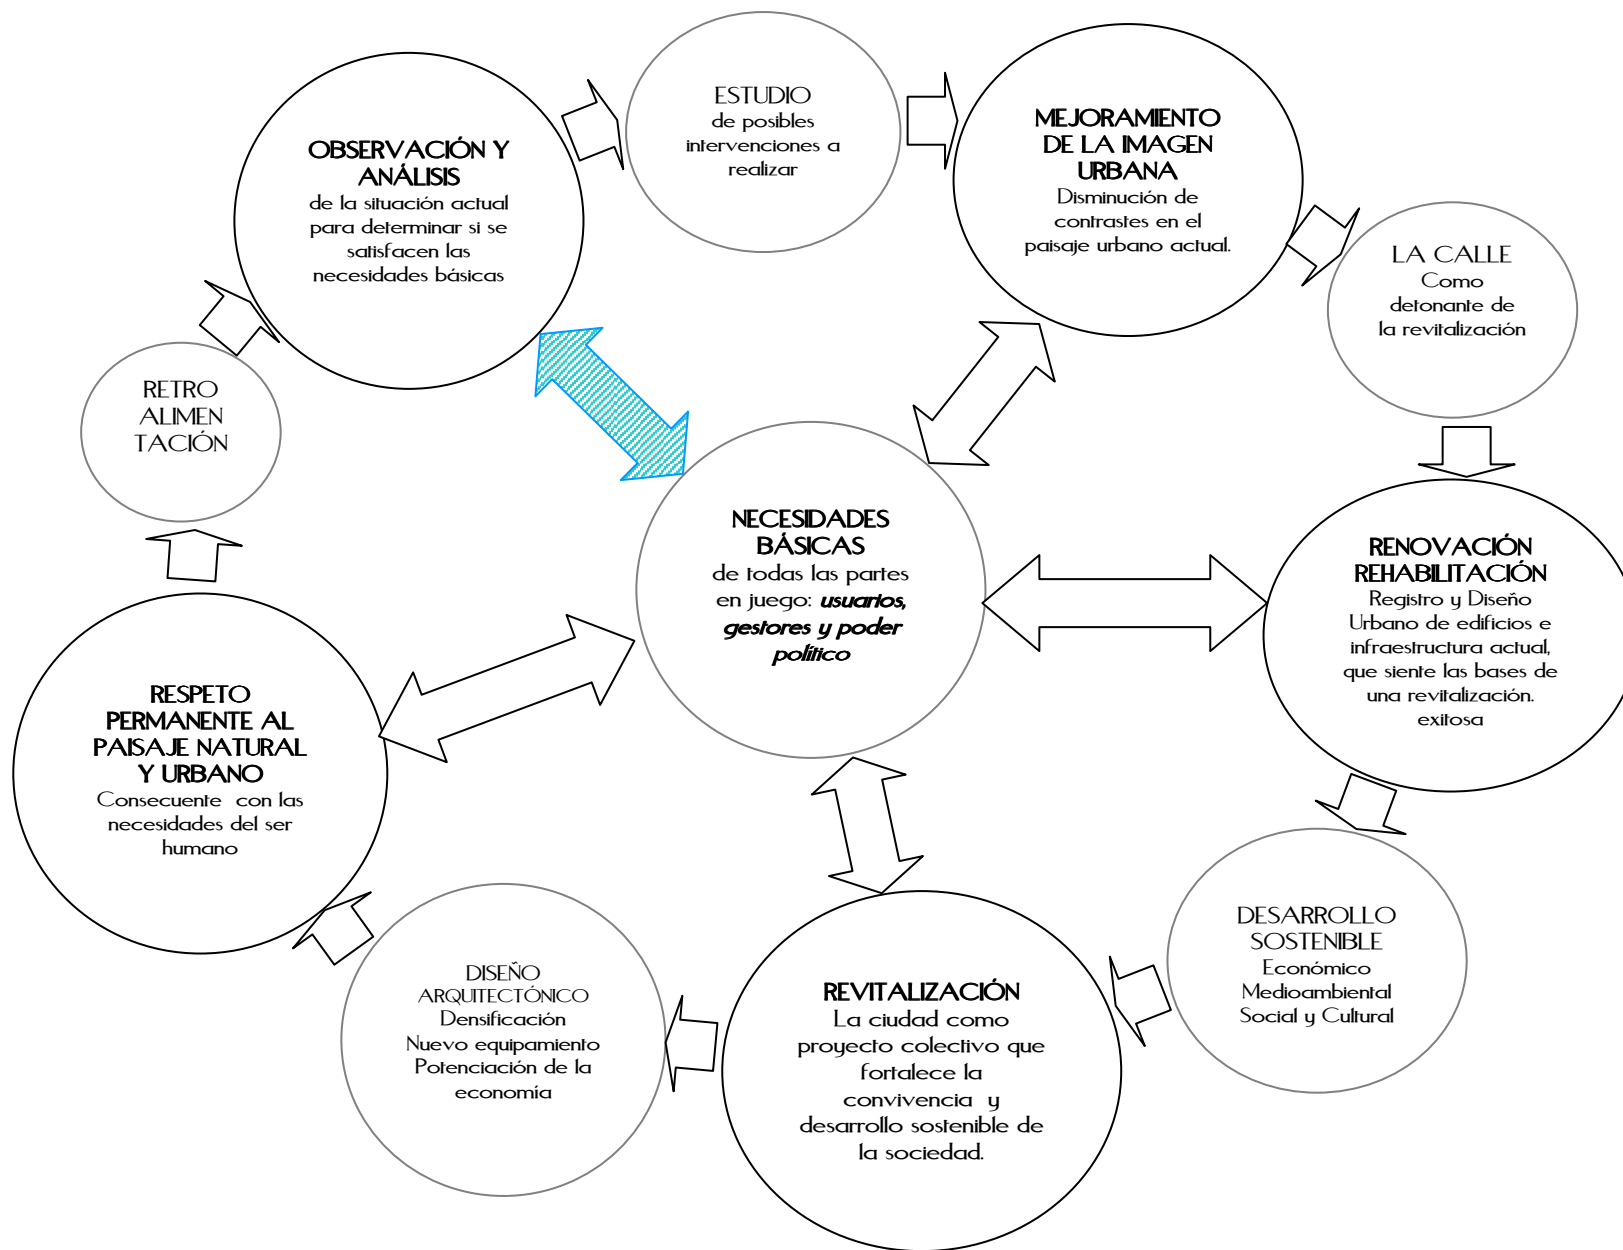 ESTUDIO
de posibles
intervenciones a
realizar
MEJORAMIENTO
DE LA IMAGEN
URBANA
Disminución de
contrastes en el
paisaje urbano actual.
OBSERVACIÓN Y
ANÁLISIS
de la situación actual
para determinar si se
satisfacen las
necesidades básicas
LA CALLE
Como
detonante de
la revitalización
RETRO
ALIMEN
TACIÓN
NECESIDADES
BÁSICAS
de todas las partes
en juego: usuarios,
gestores y poder
político
RENOVACIÓN
REHABILITACIÓN
Registro y Diseño
Urbano de edificios e
infraestructura actual,
que siente las bases de
una revitalización.
exitosa
RESPETO
PERMANENTE AL
PAISAJE NATURAL
Y URBANO
Consecuente con las
necesidades del ser
humano
DESARROLLO
SOSTENIBLE
Económico
Medioambiental
Social y Cultural
REVITALIZACIÓN
La ciudad como
proyecto colectivo que
fortalece la
convivencia y
desarrollo sostenible de
la sociedad.
DISEÑO
ARQUITECTÓNICO
Densificación
Nuevo equipamiento
Potenciación de la
economía